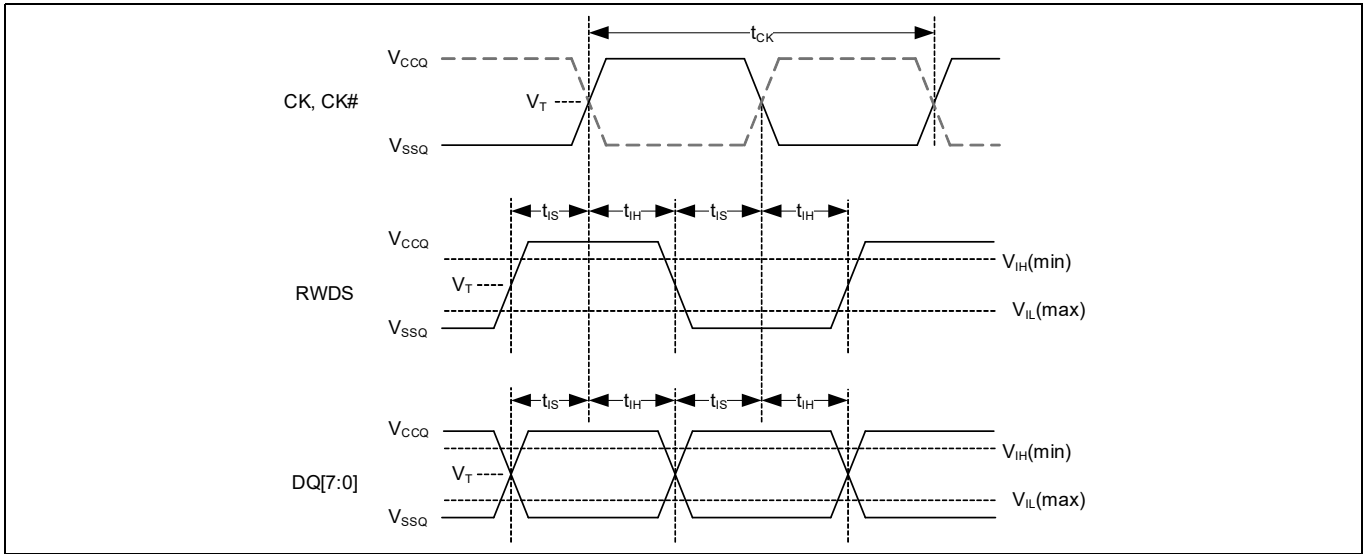 tCK
VCCQ
CK, CK#
VT
VSSQ
tIS tIH tIS tIH
VCCQ
VIH(min)
VT
RWDS
VIL(max)
VSSQ
tIS tIH tIS tIH
VCCQ
VIH(min)
VT
DQ[7:0]
VIL(max)
VSSQ